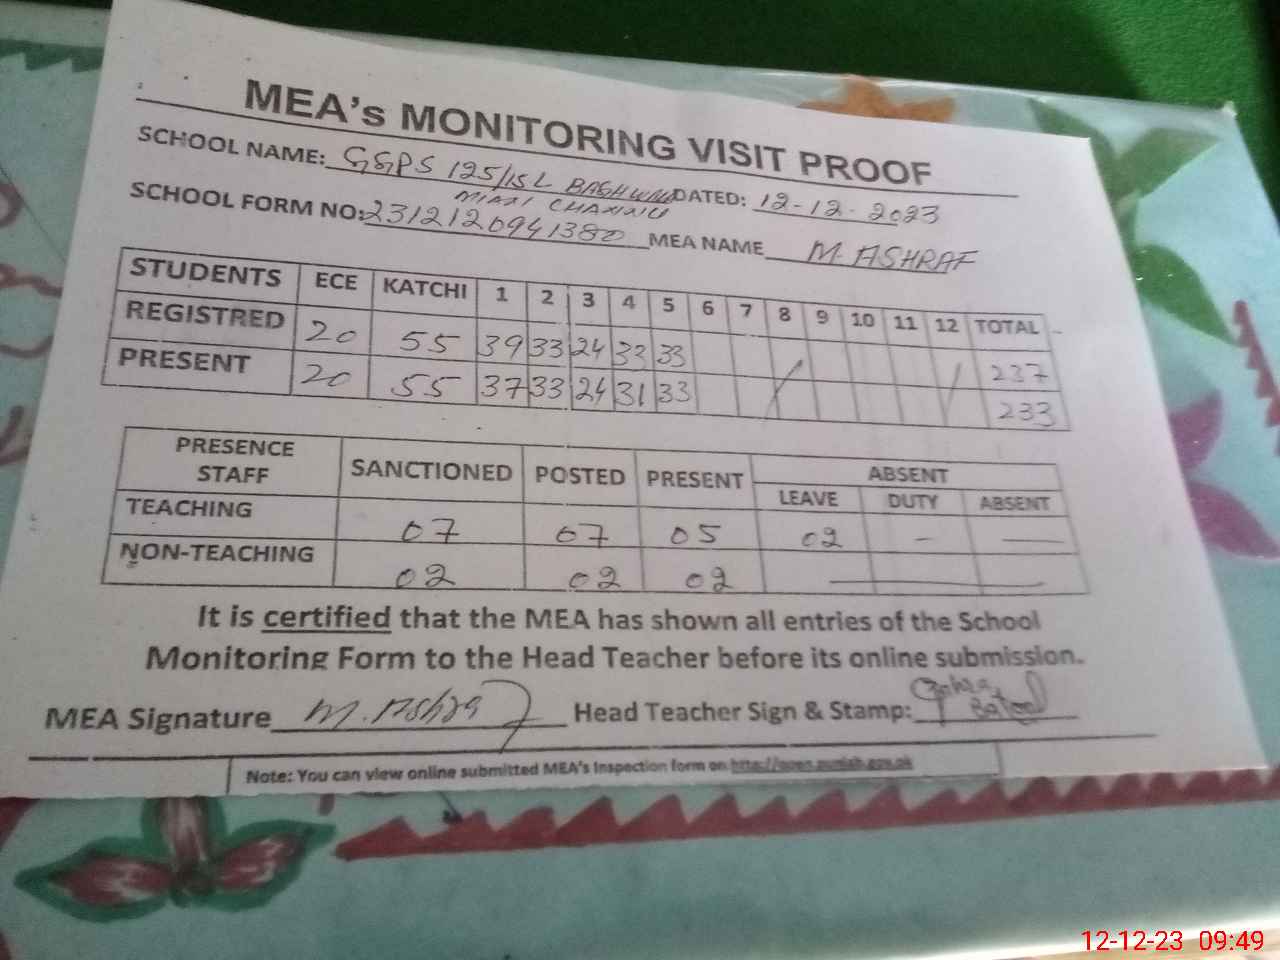 MEA's MONITORING VISIT PROOF
SCHOOL NAME: GGPS 125/15L DATED: 12-12-2023
MIAN CHANNU
SCHOOL FORM NO: 2312120941380 MEA NAME M. ASHRAF
STUDENTS ECE KATCHI 1 2 3 4 5 6 7 8 9 10 11 12 TOTAL
REGISTRED 20 55 39 33 24 33 33 237
PRESENT 20 55 37 33 24 31 33 233
PRESENCE STAFF SANCTIONED POSTED PRESENT ABSENT
LEAVE DUTY ABSENT
TEACHING 07 07 05 02 - —
NON-TEACHING 02 02 02 —
It is certified that the MEA has shown all entries of the School
Monitoring Form to the Head Teacher before its online submission.
MEA Signature M. Ashraf Head Teacher Sign & Stamp: Batool
Note: You can view online submitted MEA's Inspection form on
12-12-23 09:49